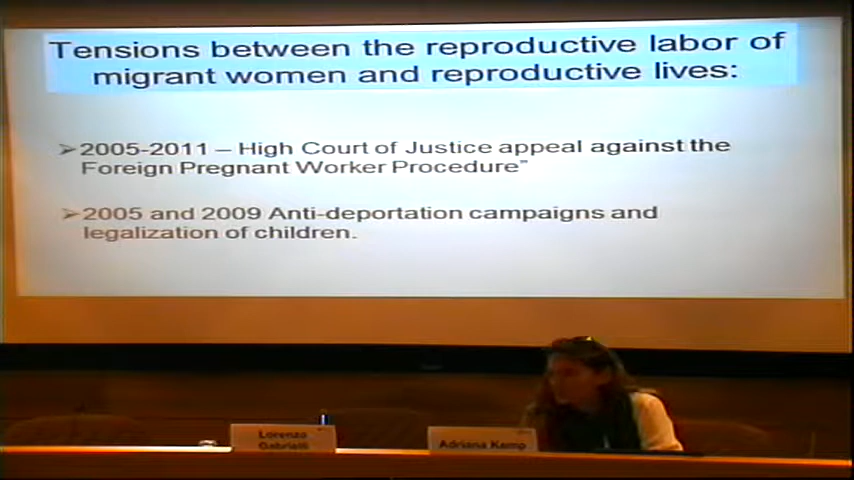 Tensions between the reproductive labor of
migrant women and reproductive lives:
➢2005-2011 – High Court of Justice appeal against the
Foreign Pregnant Worker Procedure”
➢2005 and 2009 Anti-deportation campaigns and
legalization of children.
Lorenzo
Gabrielli
Adriana Kemp